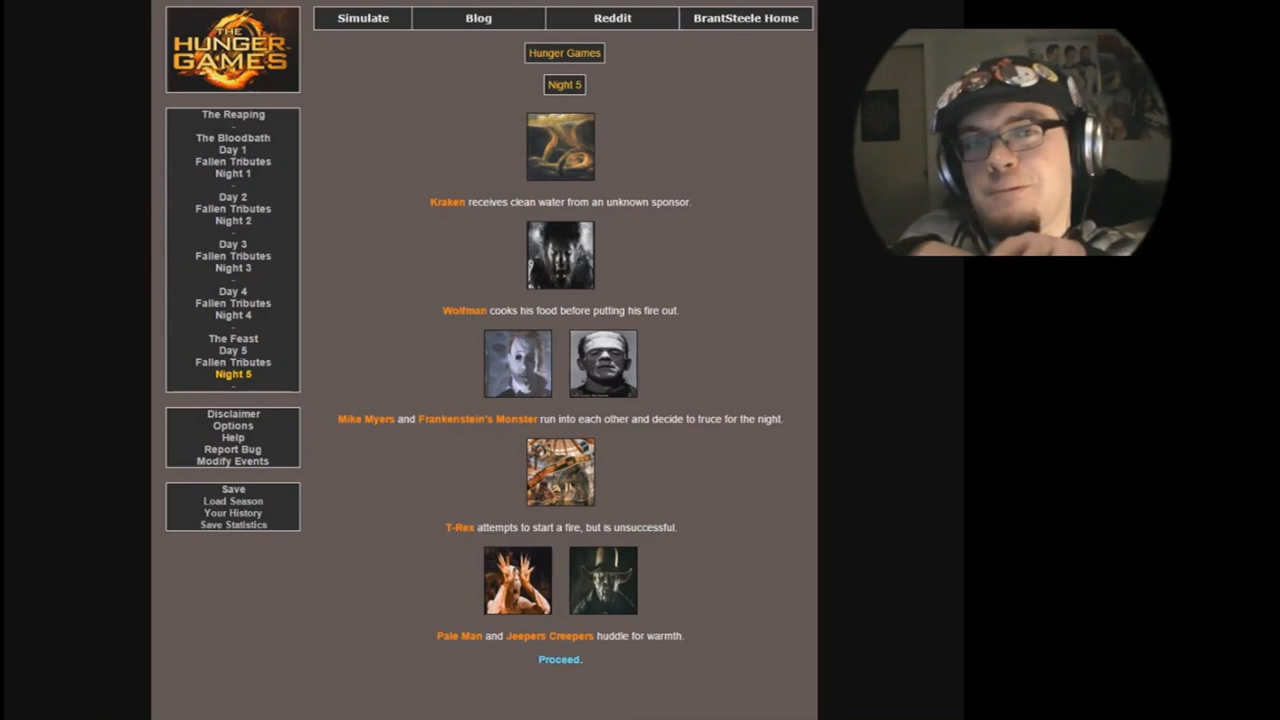 THE
HUNGER
GAMES
Simulate
Blog
Reddit
BrantSteele Home
Hunger Games
Night 5
The Reaping
-
The Bloodbath
Day 1
Fallen Tributes
Night 1
-
Day 2
Fallen Tributes
Night 2
-
Day 3
Fallen Tributes
Night 3
-
Day 4
Fallen Tributes
Night 4
-
The Feast
Day 5
Fallen Tributes
Night 5
-
Disclaimer
Options
Help
Report Bug
Modify Events
Save
Load Season
Your History
Save Statistics
Kraken receives clean water from an unknown sponsor.
Wolfman cooks his food before putting his fire out.
Mike Myers and Frankenstein's Monster run into each other and decide to truce for the night.
T-Rex attempts to start a fire, but is unsuccessful.
Pale Man and Jeepers Creepers huddle for warmth.
Proceed.